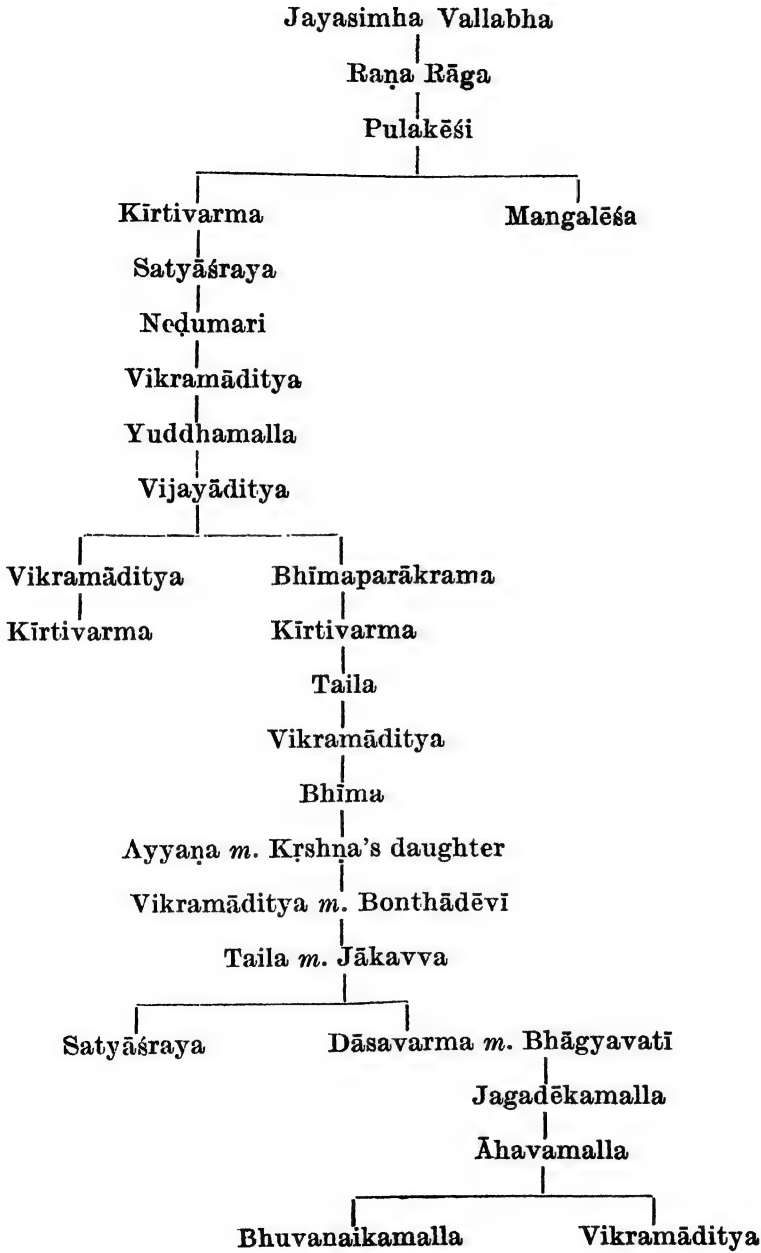 Jayasimha Vallabha
Raṇa Rāga
Pulakēśi
Kīrtivarma Mangalēśa
Satyāśraya
Neḍumari
Vikramāditya
Yuddhamalla
Vijayāditya
Vikramāditya Bhīmaparākrama
Kīrtivarma Kīrtivarma
Taila
Vikramāditya
Bhīma
Ayyaṇa m. Kṛshṇa's daughter
Vikramāditya m. Bonthādēvī
Taila m. Jākavva
Satyāśraya Dāsavarma m. Bhāgyavatī
Jagadēkamalla
Āhavamalla
Bhuvanaikamalla Vikramāditya